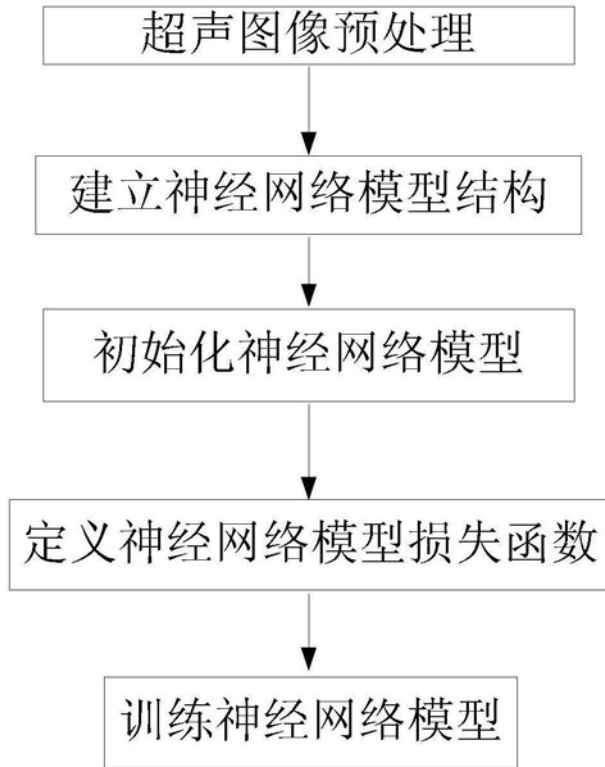 超声图像预处理
建立神经网络模型结构
初始化神经网络模型
定义神经网络模型损失函数
训练神经网络模型